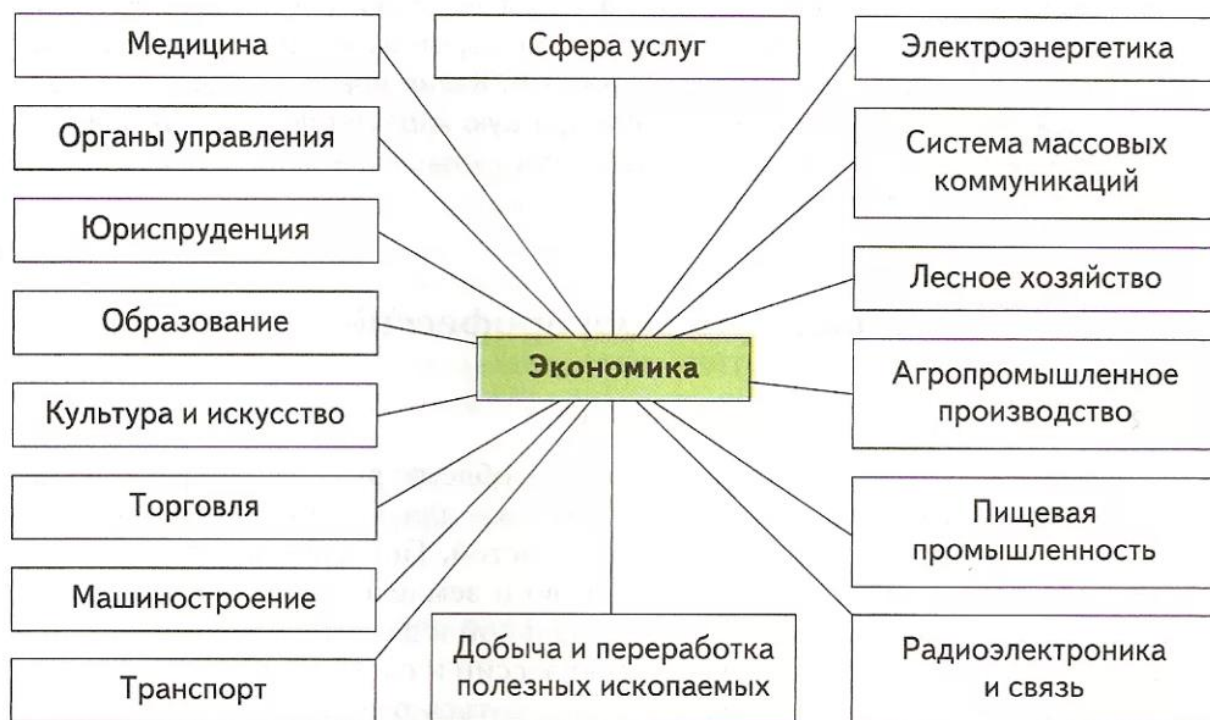 Медицина
Органы управления
Юриспруденция
Образование
Культура и искусство
Торговля
Машиностроение
Транспорт
Сфера услуг
Экономика
Добыча и переработка
полезных ископаемых
Электроэнергетика
Система массовых
коммуникаций
Лесное хозяйство
Агропромышленное
производство
Пищевая
промышленность
Радиоэлектроника
и связь